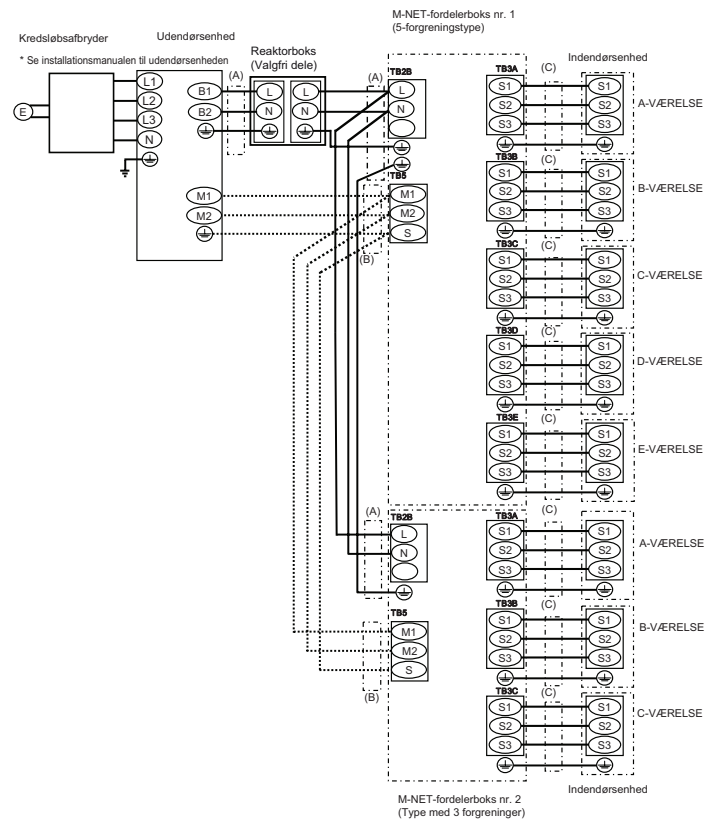 M-NET-fordelerboks nr. 1
(5-forgreningstype)
Kredsløbsafbryder
Udendørsenhed
* Se installationsmanualen til udendørsenheden
Reaktorboks
(Valgfri dele)
Indendørsenhed
E
L1
L2
L3
N
B1
B2
M1
M2
(A)
L
N
L
N
(A)
TB2B
L
N
TB5
M1
M2
S
(B)
TB3A
(C)
S1
S2
S3
S1
S2
S3
A-VÆRELSE
TB3B
(C)
S1
S2
S3
S1
S2
S3
B-VÆRELSE
TB3C
(C)
S1
S2
S3
S1
S2
S3
C-VÆRELSE
TB3D
(C)
S1
S2
S3
S1
S2
S3
D-VÆRELSE
TB3E
(C)
S1
S2
S3
S1
S2
S3
E-VÆRELSE
(A)
TB2B
L
N
TB5
M1
M2
S
(B)
TB3A
(C)
S1
S2
S3
S1
S2
S3
A-VÆRELSE
TB3B
(C)
S1
S2
S3
S1
S2
S3
B-VÆRELSE
TB3C
(C)
S1
S2
S3
S1
S2
S3
C-VÆRELSE
Indendørsenhed
M-NET-fordelerboks nr. 2
(Type med 3 forgreninger)